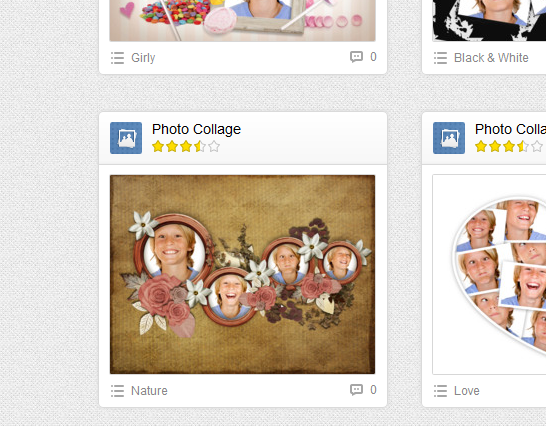 Girly
0
Black & White
Photo Collage
Photo Colla
Nature
0
Love